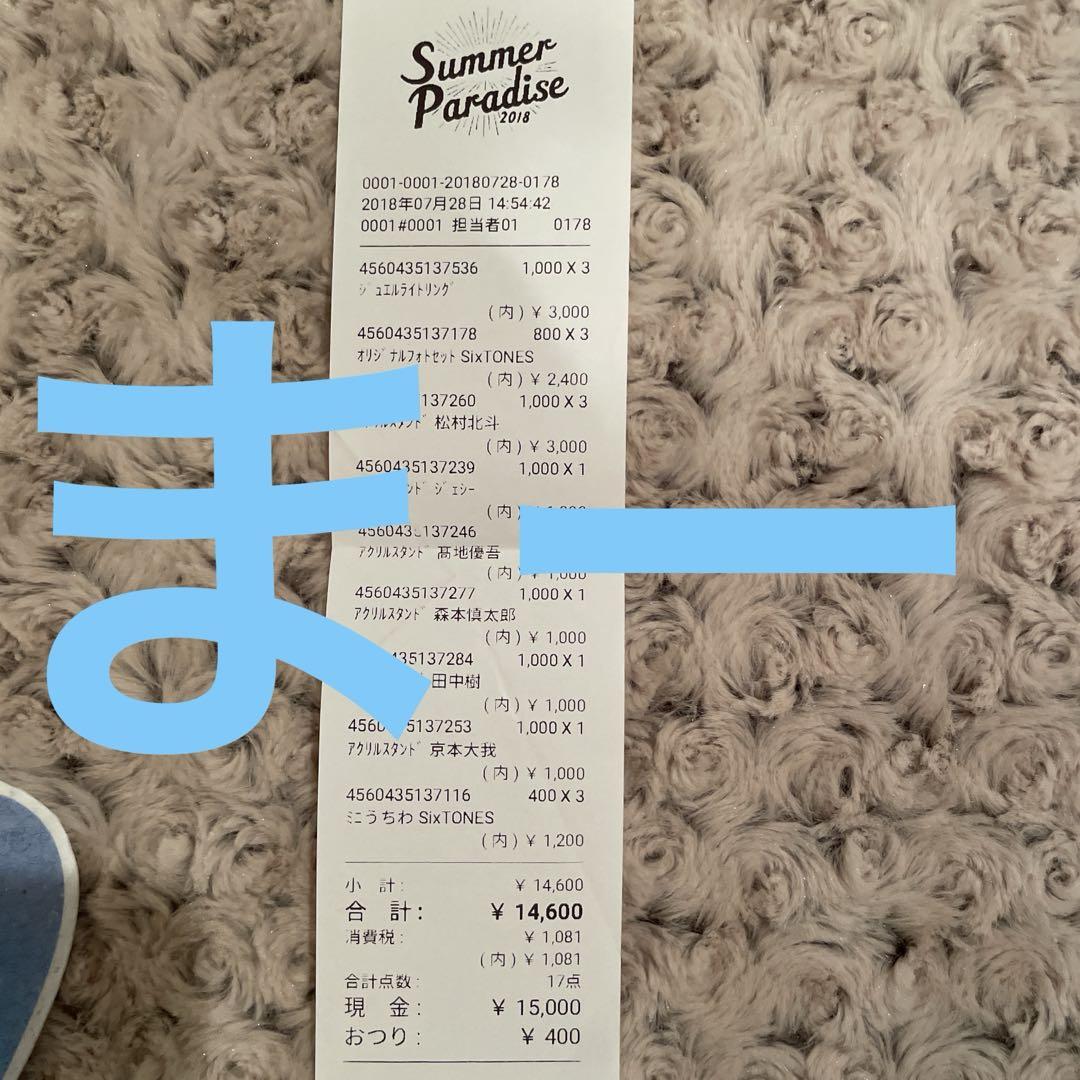 Summer
Paradise
2018
0001-0001-20180728-0178
2018年07月28日 14:54:42
0001#0001 担当者01 0178
4560435137536 1,000 X 3
ｼﾞｭｴﾙﾗｲﾄﾘﾝｸﾞ
(内) ¥ 3,000
4560435137178 800 X 3
ｵﾘｼﾞﾅﾙﾌｫﾄｾｯﾄ SixTONES
(内) ¥ 2,400
137260 1,000 X 3
松村北斗
(内) ¥ 3,000
4560435137239 1,000 X 1
ｼﾞｪｼｰ
(内)
137246
ｱｸﾘﾙｽﾀﾝﾄﾞ 髙地優吾
(内) ¥ 1,000
4560435137277 1,000 X 1
ｱｸﾘﾙｽﾀﾝﾄﾞ 森本慎太郎
(内) ¥ 1,000
35137284 1,000 X 1
田中樹
(内) ¥ 1,000
5137253 1,000 X 1
ｱｸﾘﾙｽﾀﾝﾄﾞ 京本大我
(内) ¥ 1,000
4560435137116 400 X 3
ミニうちわ SixTONES
(内) ¥ 1,200
小 計 : ¥ 14,600
合 計 : ¥ 14,600
消費税 : ¥ 1,081
(内) ¥ 1,081
合計点数 : 17点
現 金 : ¥ 15,000
おつり : ¥ 400
まー